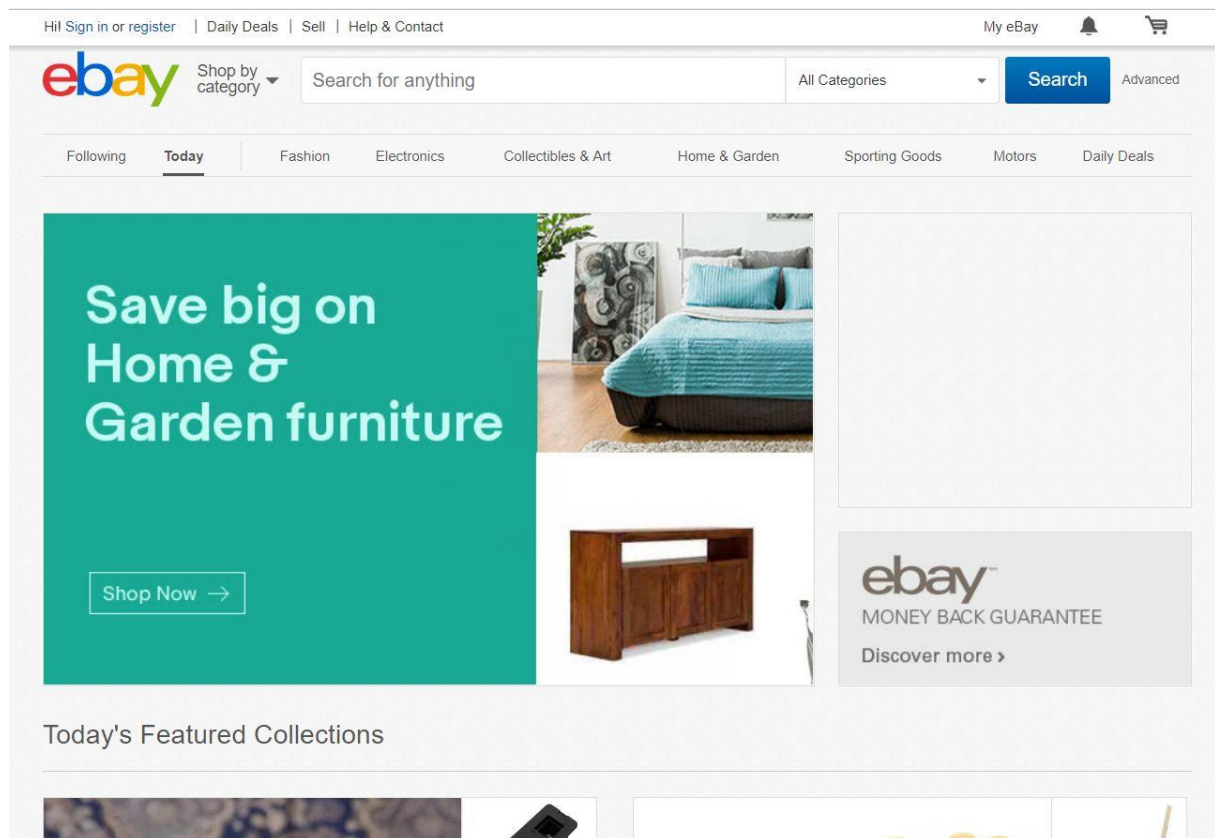 Hi! Sign in or register | Daily Deals | Sell | Help & Contact My eBay
ebay Shop by category Search for anything All Categories Search Advanced
Following Today Fashion Electronics Collectibles & Art Home & Garden Sporting Goods Motors Daily Deals
Save big on
Home &
Garden furniture
Shop Now →
ebay™
MONEY BACK GUARANTEE
Discover more ›
Today's Featured Collections